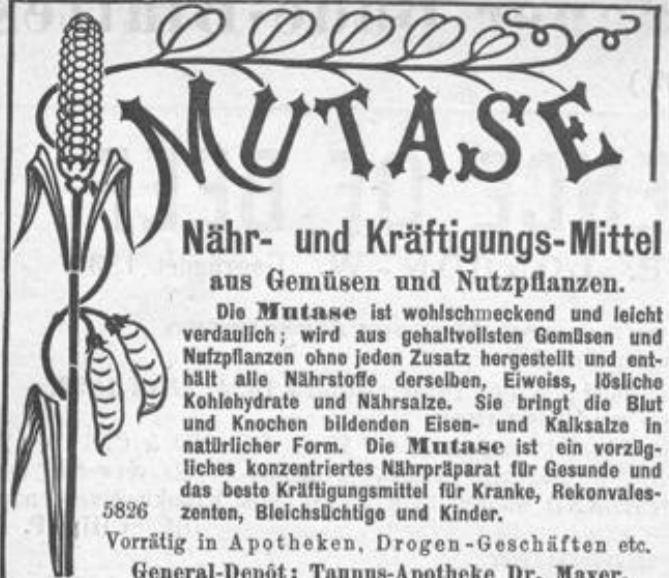 MUTASE
Nähr- und Kräftigungs-Mittel
aus Gemüsen und Nutzpflanzen.
Die Mutase ist wohlschmeckend und leicht
verdaulich; wird aus gehaltvollsten Gemüsen und
Nutzpflanzen ohne jeden Zusatz hergestellt und ent-
hält alle Nährstoffe derselben, Eiweiss, lösliche
Kohlehydrate und Nährsalze. Sie bringt die Blut
und Knochen bildenden Eisen- und Kalksalze in
natürlicher Form. Die Mutase ist ein vorzüg-
liches konzentriertes Nährpräparat für Gesunde und
das beste Kräftigungsmittel für Kranke, Rekonvales-
5826 zenten, Bleichsüchtige und Kinder.
Vorrätig in Apotheken, Drogen-Geschäften etc.
General-Depôt: Taunus-Apotheke Dr. Mayer.